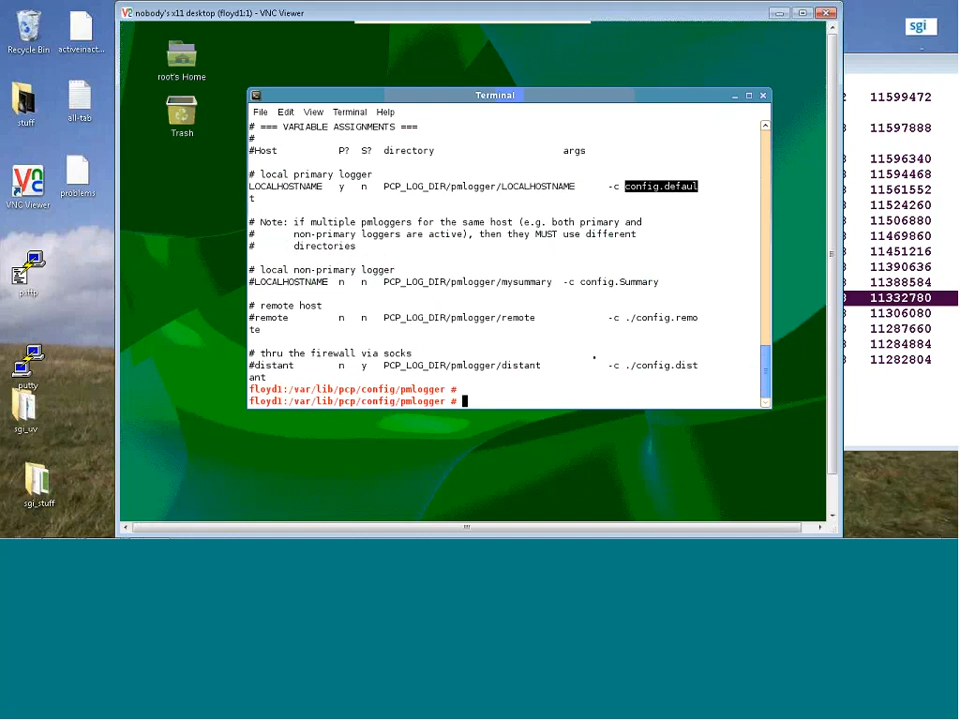 nobody's x11 desktop (floyd1:1) - VNC Viewer
sgi
Recycle Bin
activeinact...
stuff
all-tab
VNC Viewer
problems
psftp
putty
sgi_uv
sgi_stuff
root's Home
Trash
Terminal
File Edit View Terminal Help
# === VARIABLE ASSIGNMENTS ===
#
#Host P? S? directory args
# local primary logger
LOCALHOSTNAME y n PCP_LOG_DIR/pmlogger/LOCALHOSTNAME -c config.defaul
t
# Note: if multiple pmloggers for the same host (e.g. both primary and
# non-primary loggers are active), then they MUST use different
# directories
# local non-primary logger
#LOCALHOSTNAME n n PCP_LOG_DIR/pmlogger/mysummary -c config.Summary
# remote host
#remote n n PCP_LOG_DIR/pmlogger/remote -c ./config.remo
te
# thru the firewall via socks
#distant n y PCP_LOG_DIR/pmlogger/distant -c ./config.dist
ant
floyd1:/var/lib/pcp/config/pmlogger #
floyd1:/var/lib/pcp/config/pmlogger #
11599472
11597888
11596340
11594468
11561552
11524260
11506880
11469860
11451216
11390636
11388584
11332780
11306080
11287660
11284884
11282804